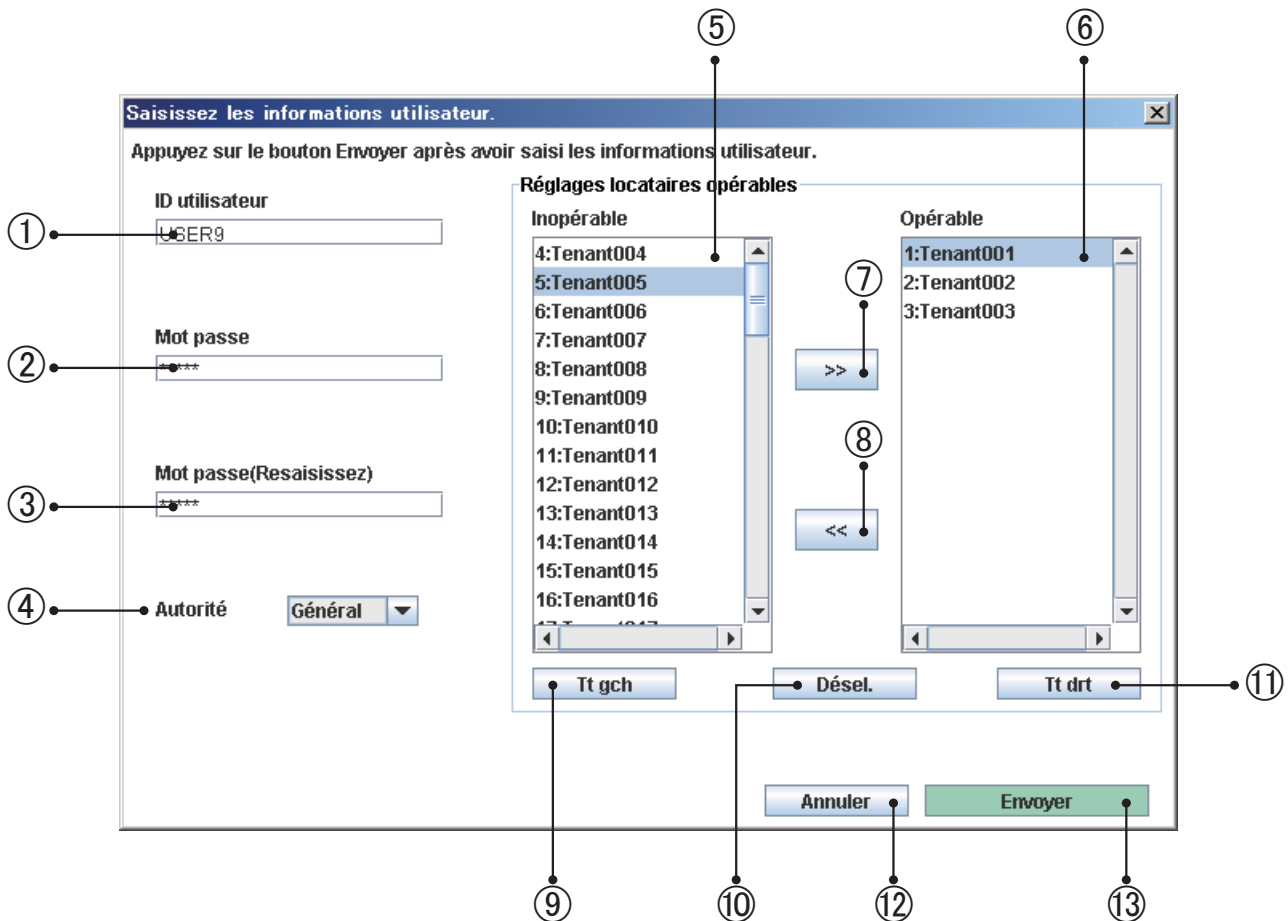 ⑤ ⑥
Saisissez les informations utilisateur.
Appuyez sur le bouton Envoyer après avoir saisi les informations utilisateur.
Réglages locataires opérables
ID utilisateur
① USER9
Mot passe
② *****
Mot passe(Resaisissez)
③ *****
④ Autorité Général
Inopérable
4:Tenant004
5:Tenant005
6:Tenant006
7:Tenant007
8:Tenant008
9:Tenant009
10:Tenant010
11:Tenant011
12:Tenant012
13:Tenant013
14:Tenant014
15:Tenant015
16:Tenant016
⑦
>>
⑧
<<
Opérable
1:Tenant001
2:Tenant002
3:Tenant003
Tt gch Désel. Tt drt ⑪
Annuler Envoyer
⑨ ⑩ ⑫ ⑬